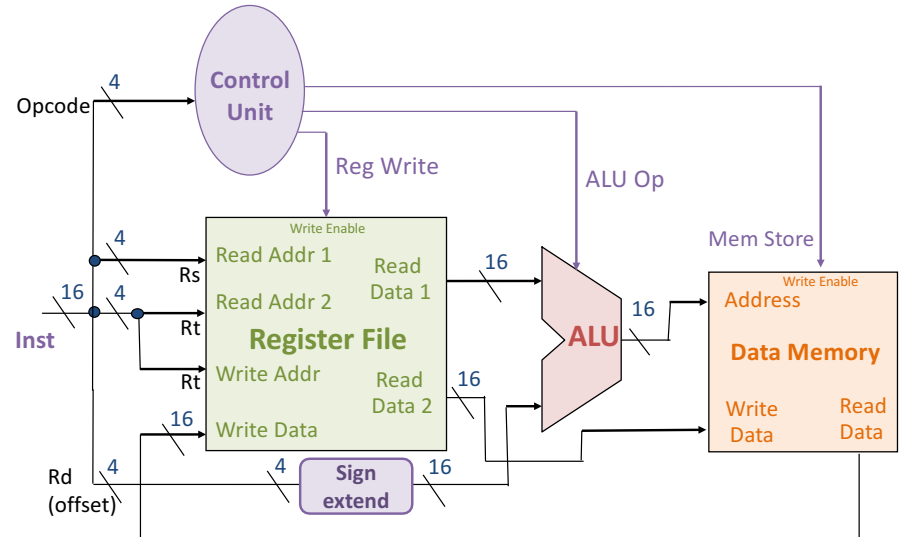 4
Control
Unit
Opcode
Reg Write
ALU Op
Mem Store
Write Enable
4
Read Addr 1
Rs
Read
Data 1
16
16
4
Read Addr 2
Rt
Inst
Register File
Write Addr
Rt
Read
Data 2
16
16
Write Data
ALU
16
Write Enable
Address
Data Memory
Write
Data
Read
Data
Rd
(offset)
4
4
Sign
extend
16